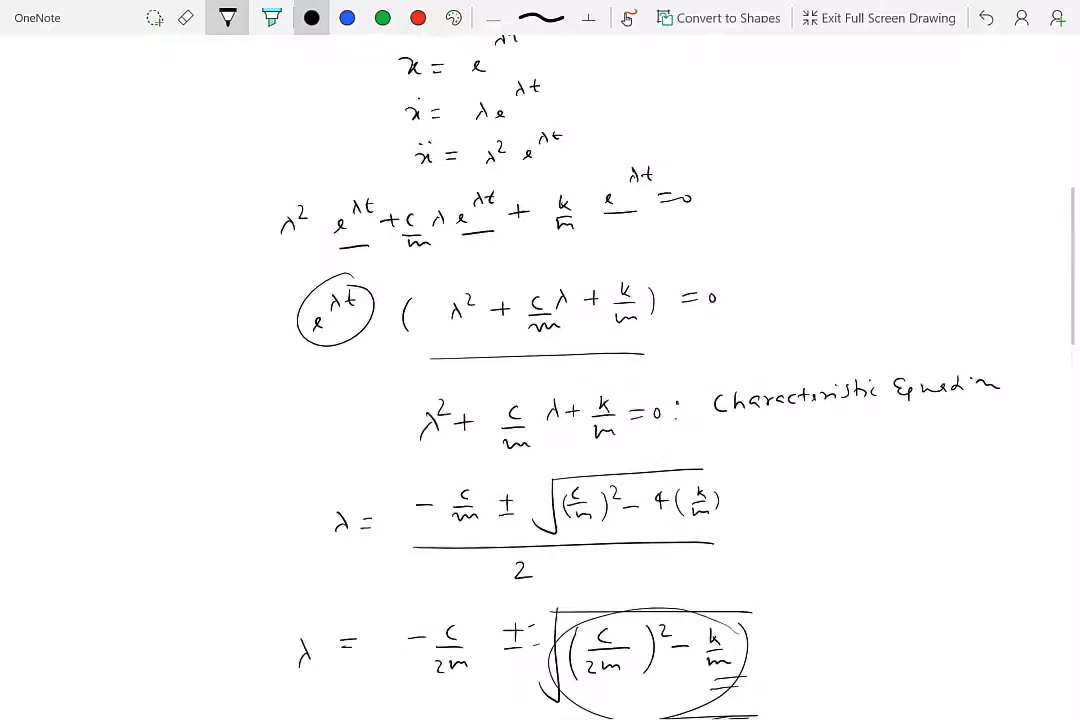 OneNote
Convert to Shapes
Exit Full Screen Drawing
x = e^λt
ẋ = λ e^λt
ẍ = λ² e^λt
λ² e^λt + c/m λ e^λt + k/m e^λt = 0
e^λt ( λ² + c/m λ + k/m ) = 0
λ² + c/m λ + k/m = 0 : Characteristic Equation
λ = (- c/m ± √((c/m)² - 4(k/m))) / 2
λ = - c/2m ± √((c/2m)² - k/m)